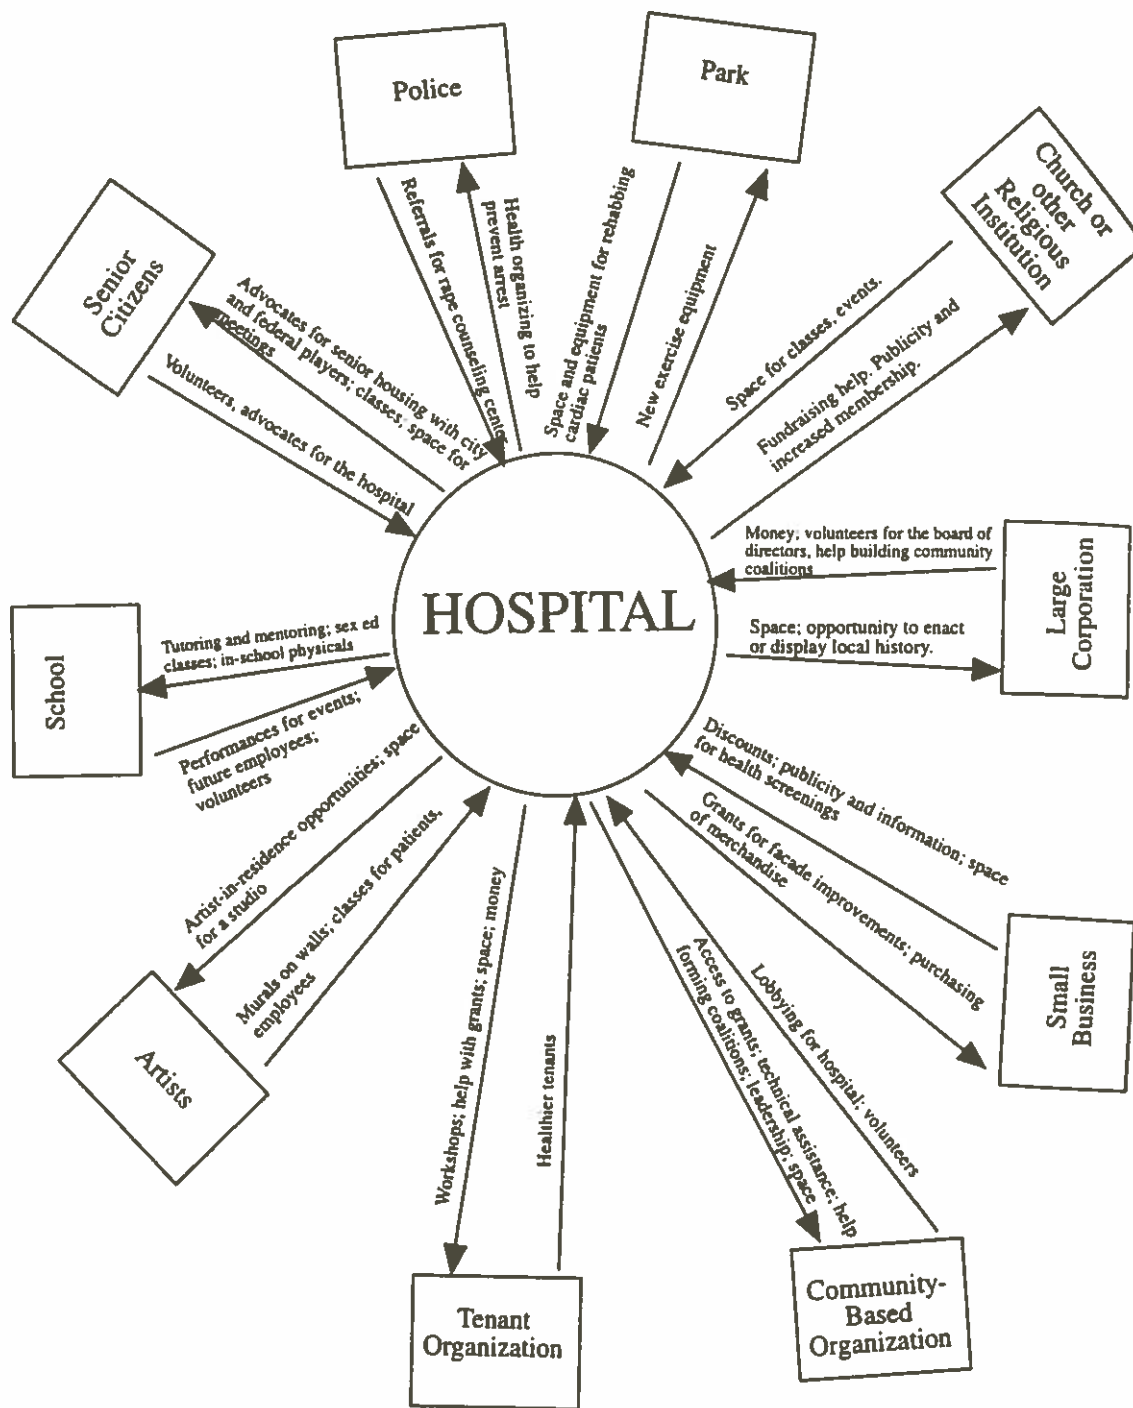 Police
Park
Church or
other
Religious
Institution
Senior
Citizens
Referrals for rape counseling center
Health organizing to help
prevent arrest
Space and equipment for rehabbing
cardiac patients
New exercise equipment
Space for classes, events.
Fundraising help. Publicity and
increased membership.
Advocates for senior housing with city
and federal players; classes; space for
meetings
Volunteers, advocates for the hospital
HOSPITAL
Money; volunteers for the board of
directors, help building community
coalitions
Space; opportunity to enact
or display local history.
Large
Corporation
School
Tutoring and mentoring; sex ed
classes; in-school physicals
Performances for events;
future employees;
volunteers
Discounts; publicity and information; space
for health screenings
Grants for facade improvements; purchasing
of merchandise
Small
Business
Artist-in-residence opportunities; space
for a studio
Murals on walls; classes for patients,
employees
Artists
Workshops; help with grants; space; money
Healthier tenants
Lobbying for hospital; volunteers
Access to grants; technical assistance; help
forming coalitions; leadership; space
Tenant
Organization
Community-
Based
Organization